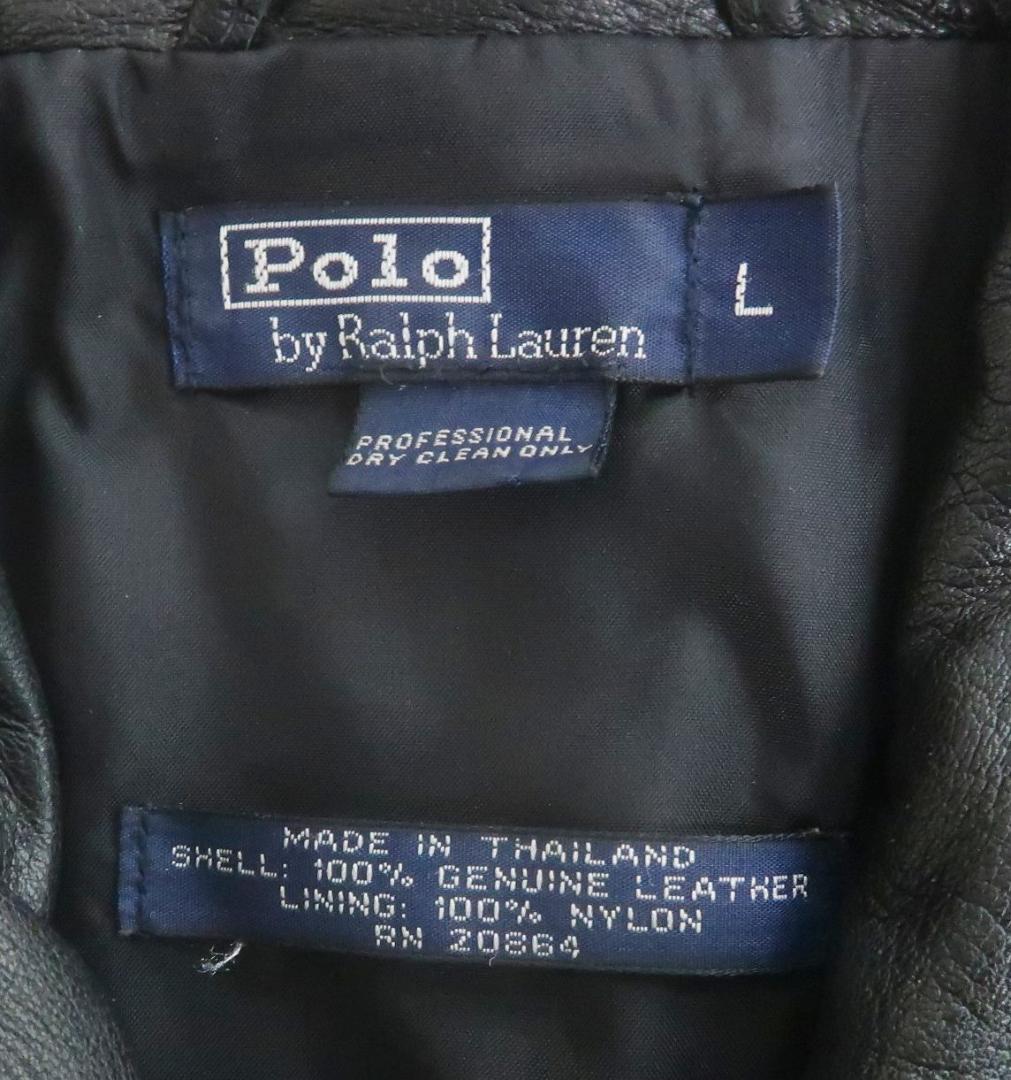 Polo
by Ralph Lauren
L
PROFESSIONAL
DRY CLEAN ONLY
MADE IN THAILAND
SHELL: 100% GENUINE LEATHER
LINING: 100% NYLON
RN 20864